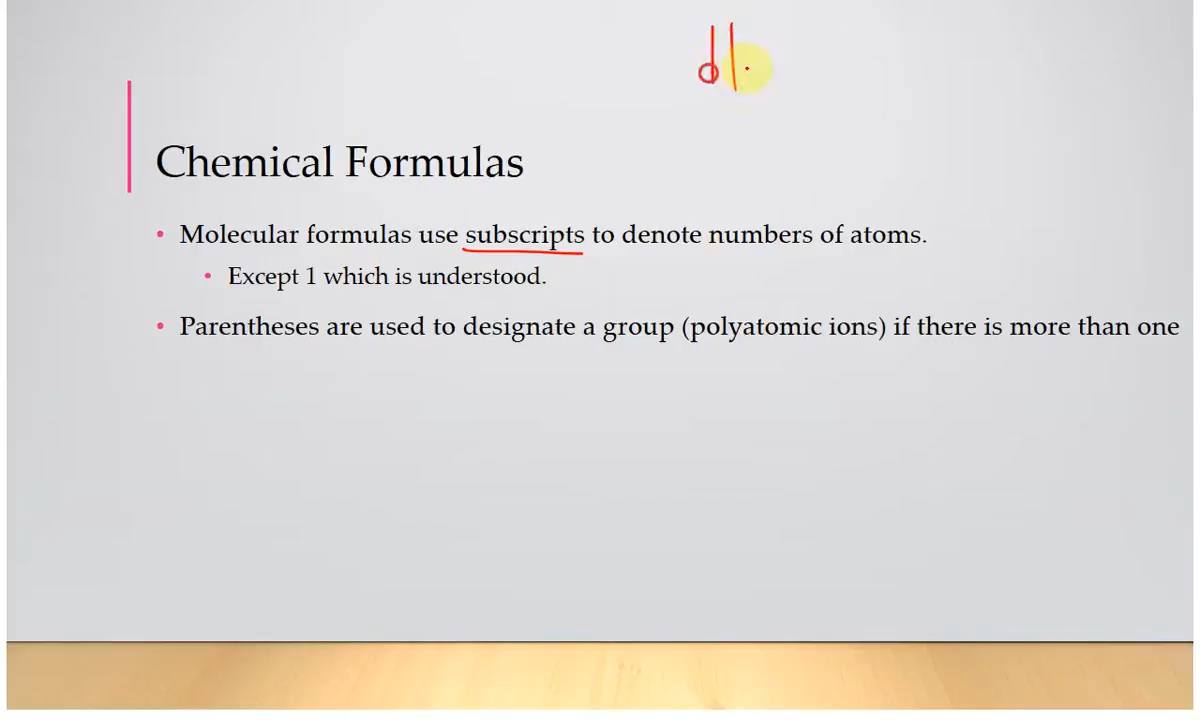 Chemical Formulas
• Molecular formulas use subscripts to denote numbers of atoms.
• Except 1 which is understood.
• Parentheses are used to designate a group (polyatomic ions) if there is more than one